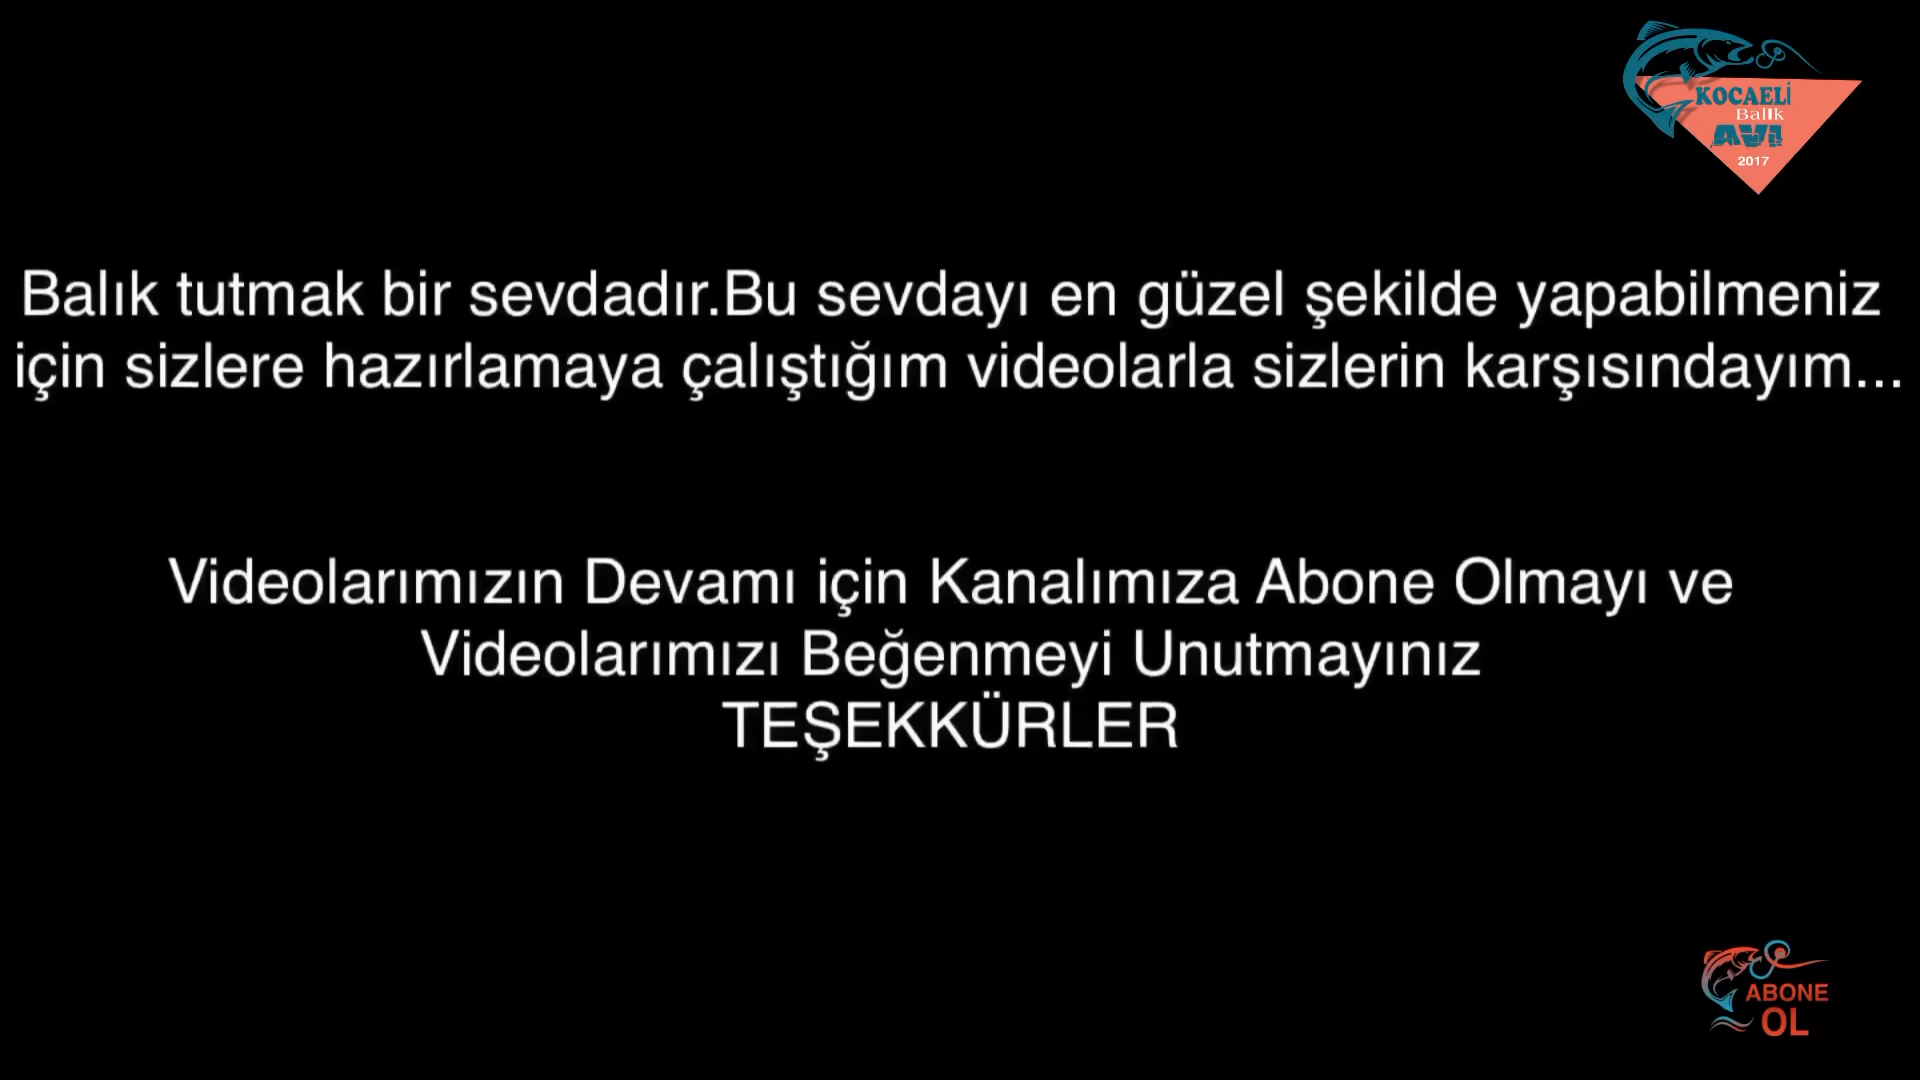 KOCAELİ
Balık
AVI
2017
Balık tutmak bir sevdadır.Bu sevdayı en güzel şekilde yapabilmeniz
için sizlere hazırlamaya çalıştığım videolarla sizlerin karşısındayım...
Videolarımızın Devamı için Kanalımıza Abone Olmayı ve
Videolarımızı Beğenmeyi Unutmayınız
TEŞEKKÜRLER
ABONE
OL